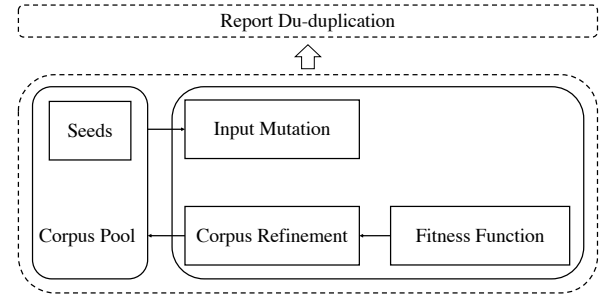 Report Du-duplication
Seeds
Input Mutation
Corpus Pool
Corpus Refinement
Fitness Function